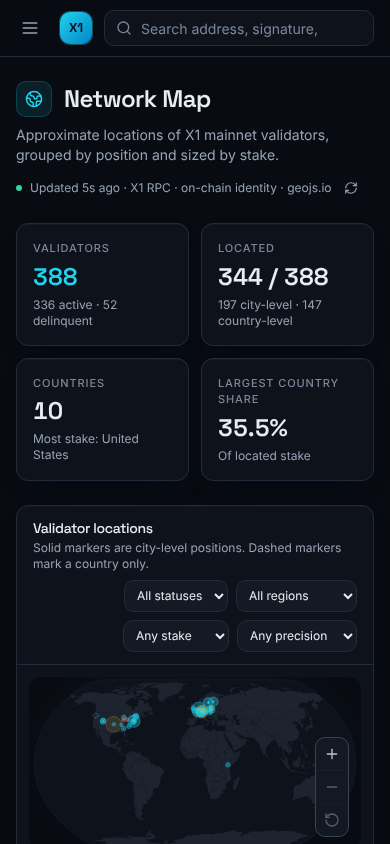 X1
Search address, signature,
Network Map
Approximate locations of X1 mainnet validators,
grouped by position and sized by stake.
Updated 5s ago · X1 RPC · on-chain identity · geojs.io
VALIDATORS
388
336 active · 52
delinquent
LOCATED
344 / 388
197 city-level · 147
country-level
COUNTRIES
10
Most stake: United
States
LARGEST COUNTRY
SHARE
35.5%
Of located stake
Validator locations
Solid markers are city-level positions. Dashed markers
mark a country only.
All statuses
All regions
Any stake
Any precision